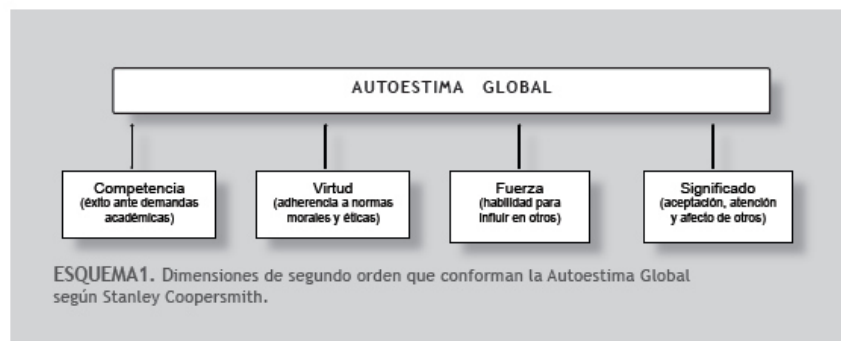 AUTOESTIMA GLOBAL
Competencia
(éxito ante demandas
académicas)
Virtud
(adherencia a normas
morales y éticas)
Fuerza
(habilidad para
Influir en otros)
Significado
(aceptación, atención
y afecto de otros)
ESQUEMA1. Dimensiones de segundo orden que conforman la Autoestima Global
según Stanley Coopersmith.